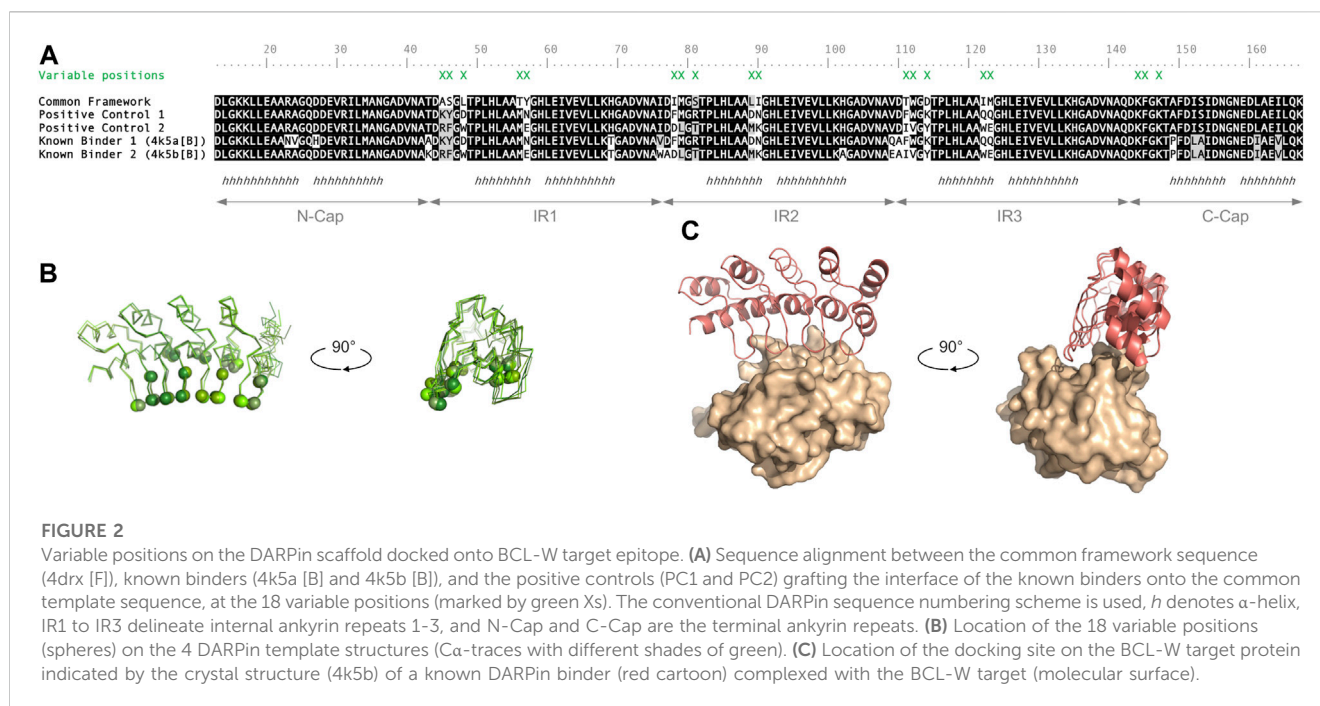 A
20 30 40 50 60 70 80 90 100 110 120 130 140 150 160
Variable positions XX X XX XX X XX XX X XX XX X
Common Framework DLGKKLLEAARAGQDDEVRILMANGADVNATDASGLTPLHLAATYGHLEIVEVLLKHGADVNAIDIMGSTPLHLAALIGHLEIVEVLLKHGADVNAVDTWGDTPLHLAAIMGHLEIVEVLLKHGADVNAQDKFGKTAFDISIDNGNEDLAEILQK
Positive Control 1 DLGKKLLEAARAGQDDEVRILMANGADVNATDKYGDTPLHLAAMNGHLEIVEVLLKHGADVNAIDFMGRTPLHLAADNGHLEIVEVLLKHGADVNAVDFWGKTPLHLAAQQGHLEIVEVLLKHGADVNAQDKFGKTAFDISIDNGNEDLAEILQK
Positive Control 2 DLGKKLLEAARAGQDDEVRILMANGADVNATDRFGWTPLHLAAMEGHLEIVEVLLKHGADVNAIDDLGTTPLHLAAMKGHLEIVEVLLKHGADVNAVDIVGYTPLHLAAWEGHLEIVEVLLKHGADVNAQDKFGKTAFDISIDNGNEDLAEILQK
Known Binder 1 (4k5a[B]) DLGKKLLEAANVGQHDEVRILMANGADVNAADKYGDTPLHLAAMNGHLEIVEVLLKTGADVNAVDFMGRTPLHLAADNGHLEIVEVLLKHGADVNAQAFWGKTPLHLAAQQGHLEIVEVLLKHGADVNAQDKFGKTPFDLAIDNGNEDIAEVLQK
Known Binder 2 (4k5b[B]) DLGKKLLEAARAGQDDEVRILMANGADVNAKDRFGWTPLHLAAMEGHLEIVEVLLKHGADVNAWADLGTTPLHLAAMKGHLEIVEVLLKAGADVNAEAIVGYTPLHLAAWEGHLEIVEVLLKHGADVNAQDKFGKTPFDLAIDNGNEDIAEVLQK
hhhhhhhhhhh hhhhhhhhhh hhhhhhhh hhhhhhhhhh hhhhhhhh hhhhhhhhhh hhhhhhhh hhhhhhhhhh hhhhhhhh hhhhhhhh
N-Cap IR1 IR2 IR3 C-Cap
B
90°
C
90°
FIGURE 2
Variable positions on the DARPin scaffold docked onto BCL-W target epitope. (A) Sequence alignment between the common framework sequence
(4drx [F]), known binders (4k5a [B] and 4k5b [B]), and the positive controls (PC1 and PC2) grafting the interface of the known binders onto the common
template sequence, at the 18 variable positions (marked by green Xs). The conventional DARPin sequence numbering scheme is used, h denotes α-helix,
IR1 to IR3 delineate internal ankyrin repeats 1-3, and N-Cap and C-Cap are the terminal ankyrin repeats. (B) Location of the 18 variable positions
(spheres) on the 4 DARPin template structures (Cα-traces with different shades of green). (C) Location of the docking site on the BCL-W target protein
indicated by the crystal structure (4k5b) of a known DARPin binder (red cartoon) complexed with the BCL-W target (molecular surface).